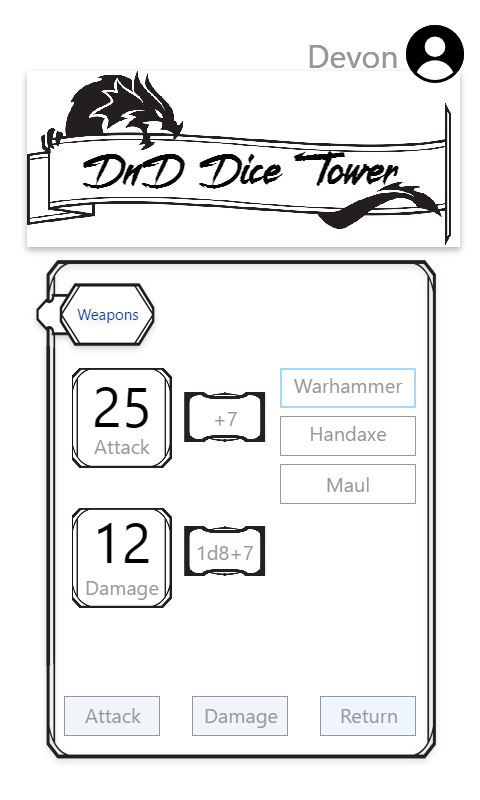 Devon
DnD Dice Tower
Weapons
25
Attack
+7
Warhammer
Handaxe
Maul
12
Damage
1d8+7
Attack
Damage
Return